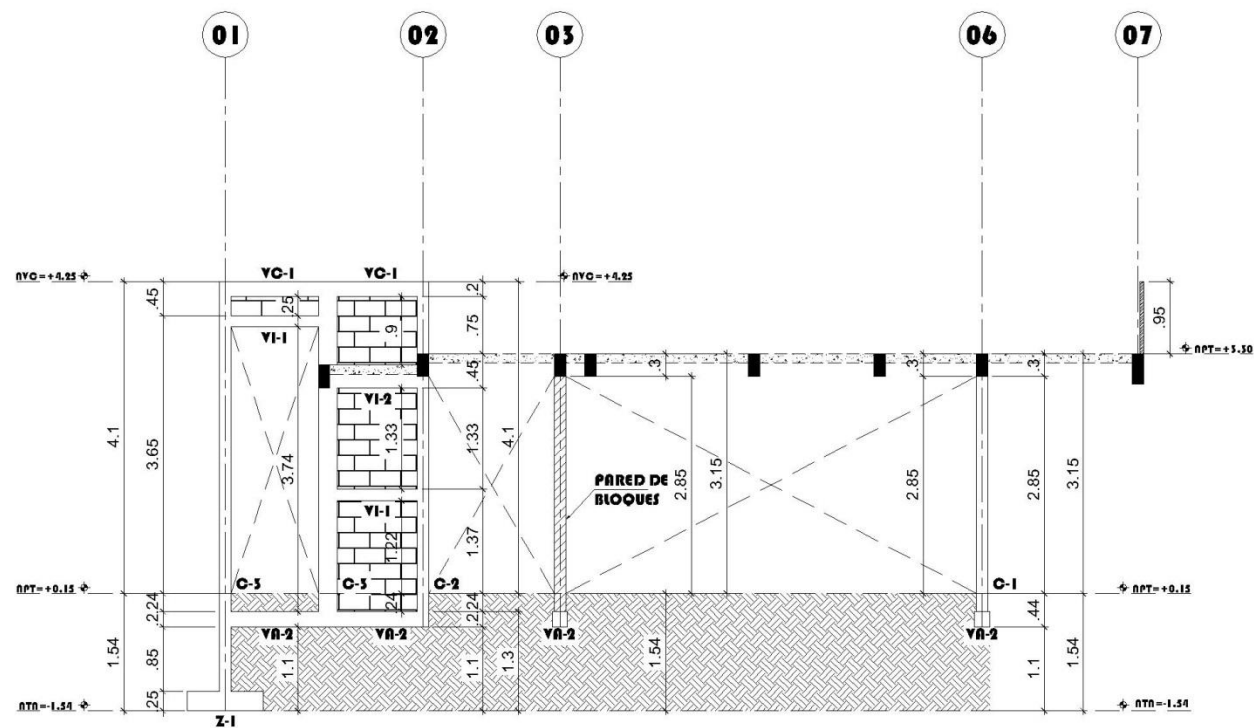 01 02 03 06 07
NVC=+4.25 VC-1 VC-1 NVC=+4.25
.45 .25 .2
.9 .75 .95
VI-1
NPT=+3.50
.45 .3 .3 .3
VI-2
4.1 3.65 3.74 1.33 1.33 4.1
PARED DE
BLOQUES
2.85 3.15 2.85 2.85 3.15
VI-1
1.22 1.37
C-3 C-3 C-2 C-1
NPT=+0.15 NPT=+0.15
.2 .24 .24 .2 .24 .44
VA-2 VA-2 VA-2 VA-2
1.54 .85 1.1 1.1 1.3 1.54 1.1 1.54
.25
NTN=-1.54 NTN=-1.54
Z-1